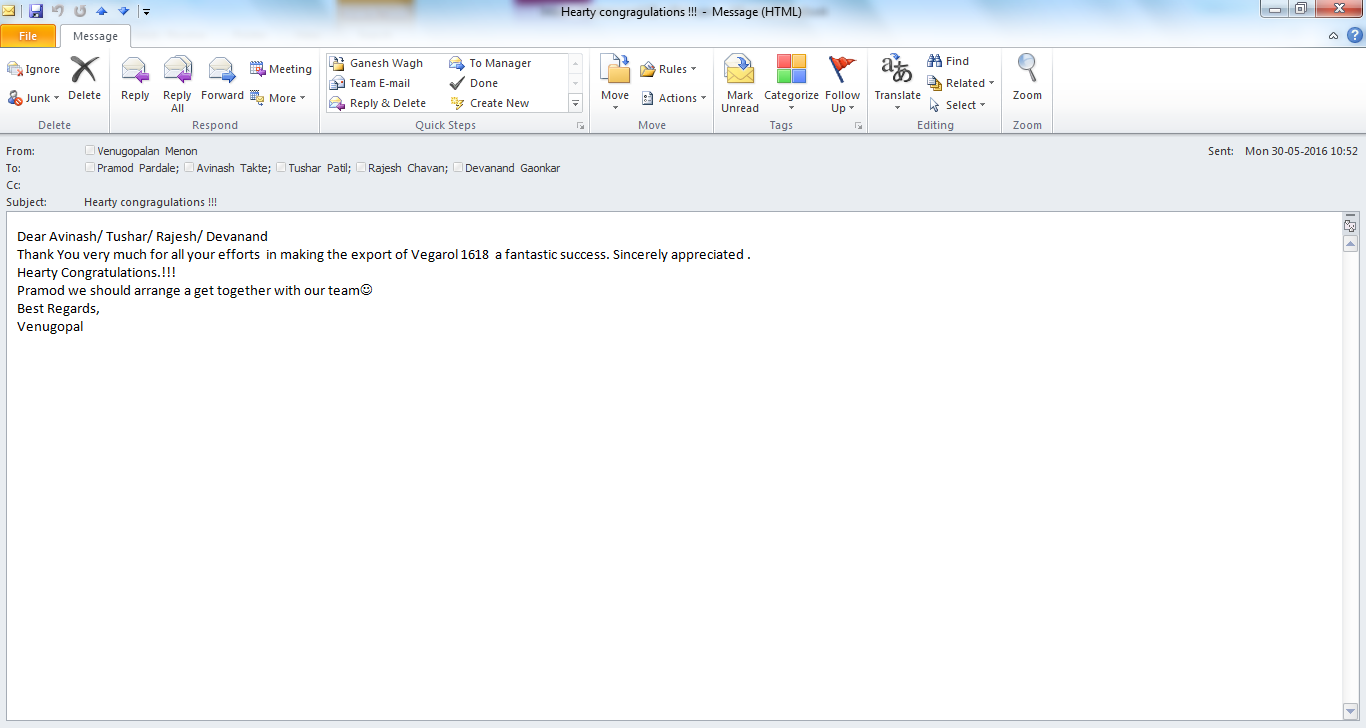 Hearty congragulations !!! - Message (HTML)
File Message
Ignore
Junk
Delete
Delete
Reply
Reply All
Forward
Meeting
More
Respond
Ganesh Wagh
Team E-mail
Reply & Delete
To Manager
Done
Create New
Quick Steps
Move
Rules
Actions
Move
Mark Unread
Categorize
Follow Up
Tags
Translate
Find
Related
Select
Editing
Zoom
Zoom
From: Venugopalan Menon
Sent: Mon 30-05-2016 10:52
To: Pramod Pardale; Avinash Takte; Tushar Patil; Rajesh Chavan; Devanand Gaonkar
Cc:
Subject: Hearty congragulations !!!
Dear Avinash/ Tushar/ Rajesh/ Devanand
Thank You very much for all your efforts in making the export of Vegarol 1618 a fantastic success. Sincerely appreciated .
Hearty Congratulations.!!!
Pramod we should arrange a get together with our team☺
Best Regards,
Venugopal